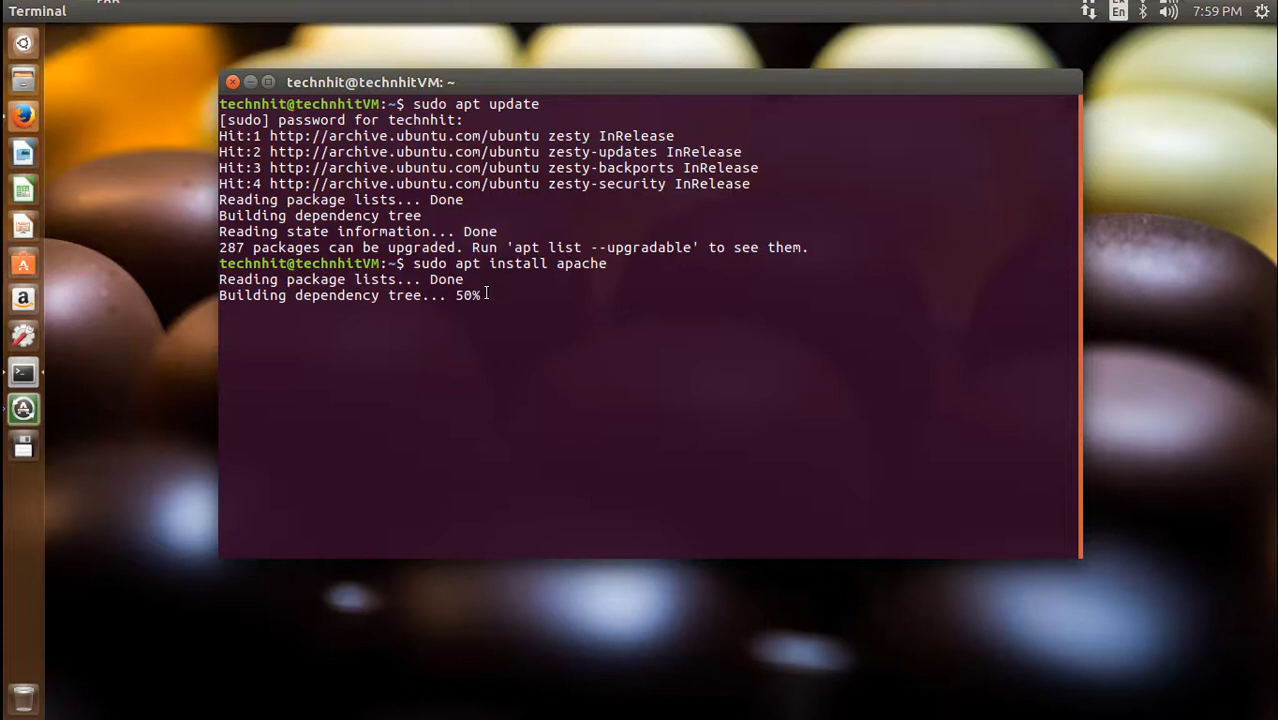 Terminal
En
7:59 PM
technhit@technhitVM: ~
technhit@technhitVM:~$ sudo apt update
[sudo] password for technhit:
Hit:1 http://archive.ubuntu.com/ubuntu zesty InRelease
Hit:2 http://archive.ubuntu.com/ubuntu zesty-updates InRelease
Hit:3 http://archive.ubuntu.com/ubuntu zesty-backports InRelease
Hit:4 http://archive.ubuntu.com/ubuntu zesty-security InRelease
Reading package lists... Done
Building dependency tree
Reading state information... Done
287 packages can be upgraded. Run 'apt list --upgradable' to see them.
technhit@technhitVM:~$ sudo apt install apache
Reading package lists... Done
Building dependency tree... 50%